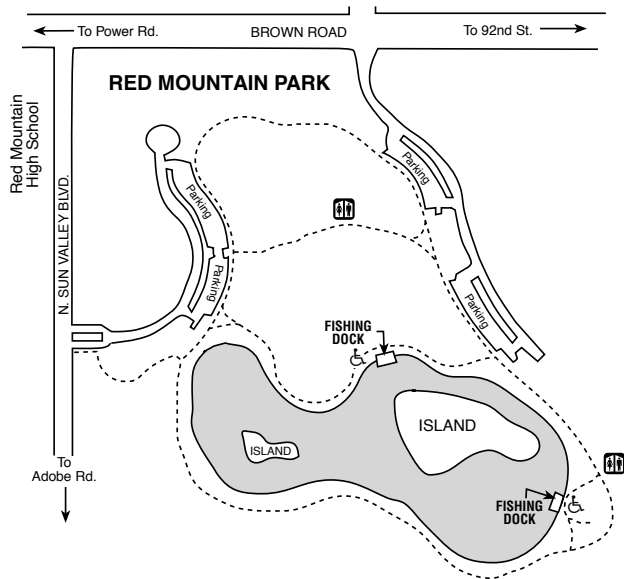 To Power Rd.
BROWN ROAD
To 92nd St.
RED MOUNTAIN PARK
Red Mountain
High School
N. SUN VALLEY BLVD.
Parking
Parking
Parking
Parking
FISHING
DOCK
ISLAND
ISLAND
To
Adobe Rd.
FISHING
DOCK